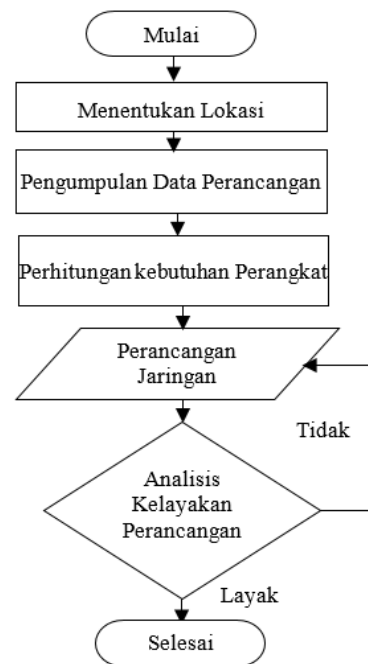 Mulai
Menentukan Lokasi
Pengumpulan Data Perancangan
Perhitungan kebutuhan Perangkat
Perancangan
Jaringan
Tidak
Analisis
Kelayakan
Perancangan
Layak
Selesai